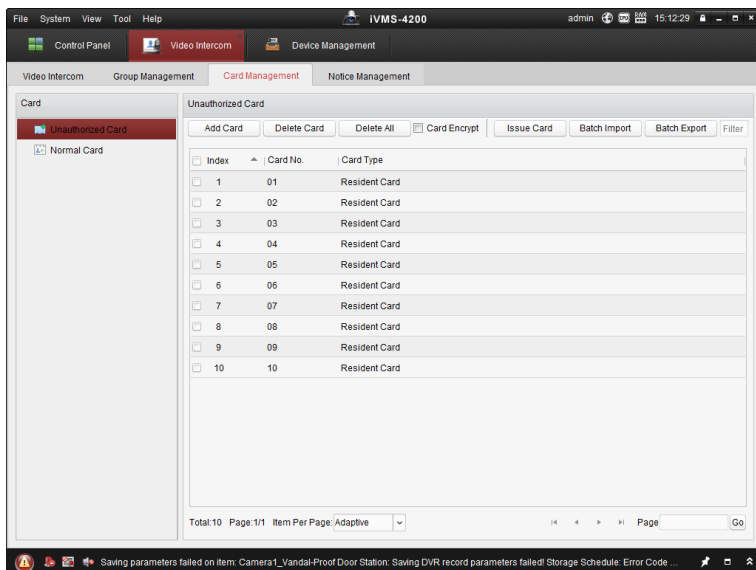 File System View Tool Help iVMS-4200 admin 15:12:29
Control Panel Video Intercom Device Management
Video Intercom Group Management Card Management Notice Management
Card Unauthorized Card
Unauthorized Card Add Card Delete Card Delete All Card Encrypt Issue Card Batch Import Batch Export Filter
Normal Card
Index Card No. Card Type
1 01 Resident Card
2 02 Resident Card
3 03 Resident Card
4 04 Resident Card
5 05 Resident Card
6 06 Resident Card
7 07 Resident Card
8 08 Resident Card
9 09 Resident Card
10 10 Resident Card
Total:10 Page:1/1 Item Per Page: Adaptive Page Go
Saving parameters failed on item: Camera1_Vandal-Proof Door Station: Saving DVR record parameters failed! Storage Schedule: Error Code ...